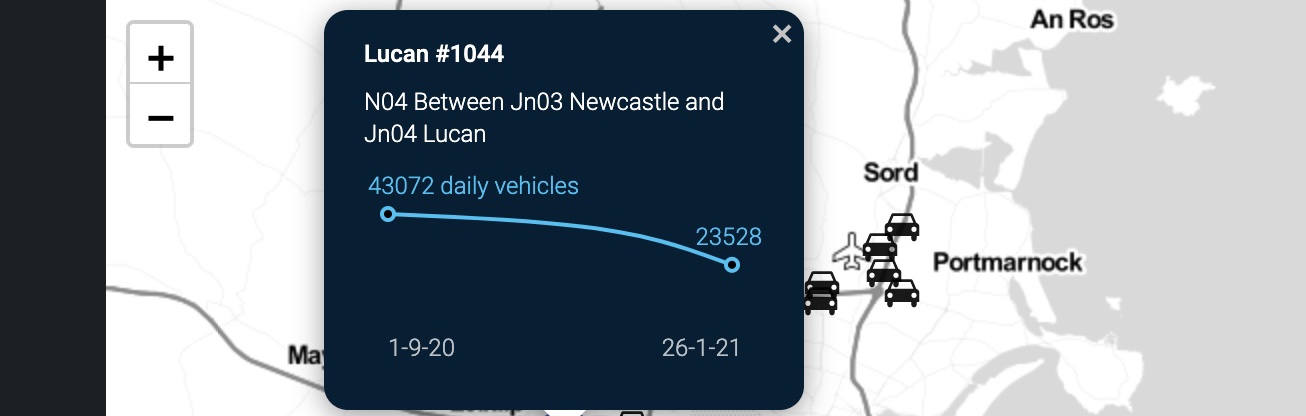 +
−
×
Lucan #1044
N04 Between Jn03 Newcastle and
Jn04 Lucan
43072 daily vehicles
23528
1-9-20
26-1-21
An Ros
Sord
Portmarnock